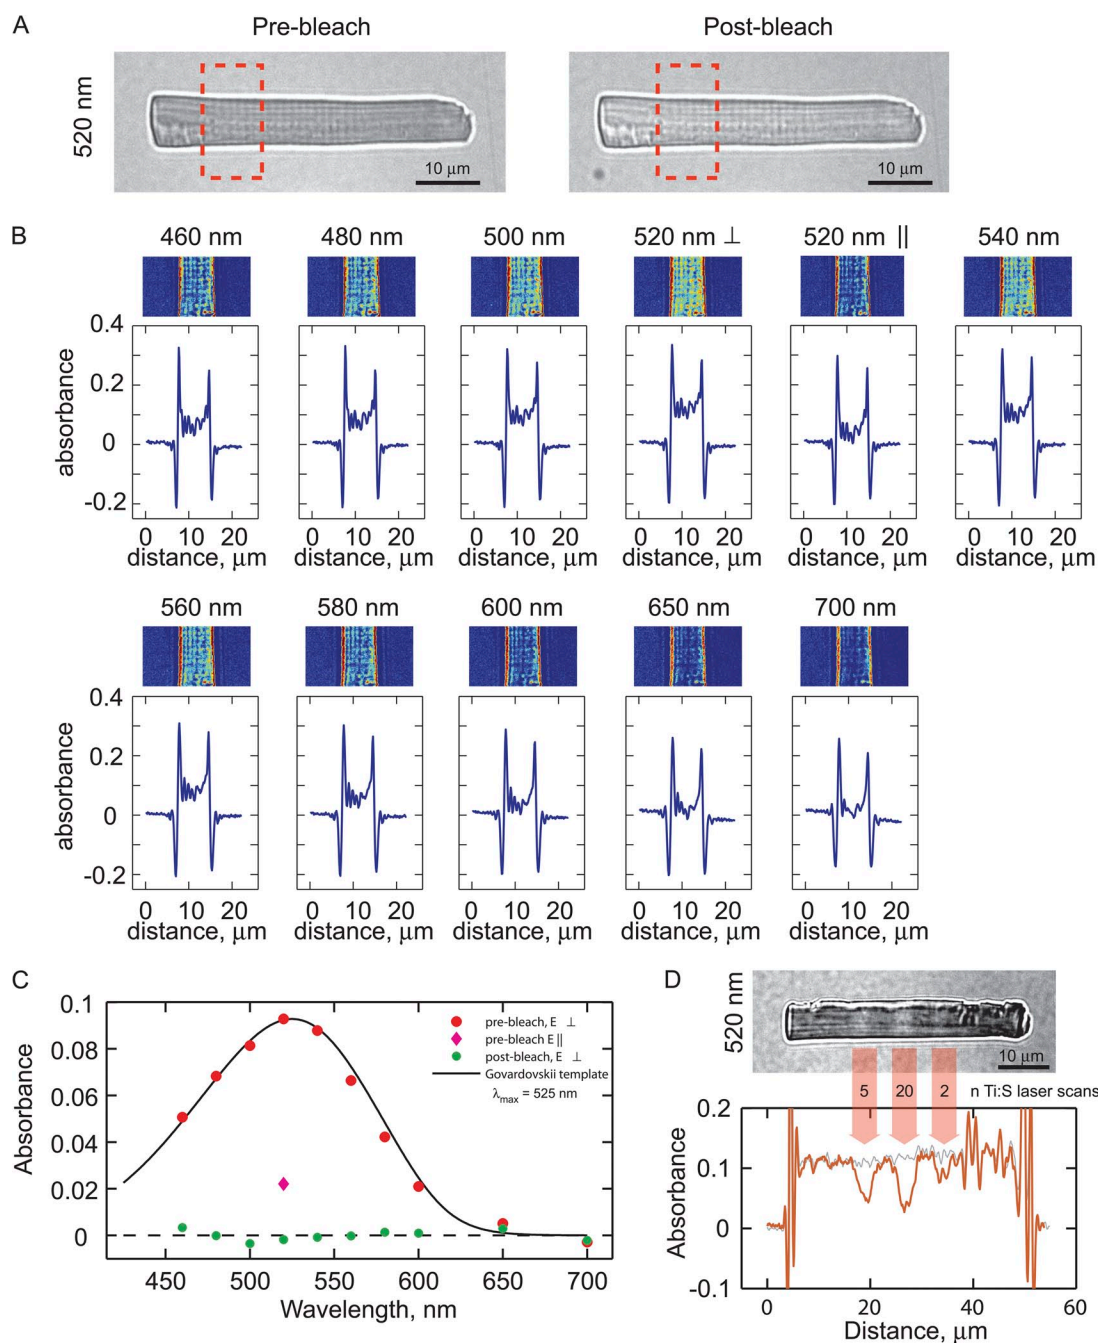 A
Pre-bleach Post-bleach
520 nm
10 μm 10 μm
B
460 nm 480 nm 500 nm 520 nm ⊥ 520 nm || 540 nm
absorbance
0.4
0.2
0
-0.2
0 10 20 0 10 20 0 10 20 0 10 20 0 10 20 0 10 20
distance, μm distance, μm distance, μm distance, μm distance, μm distance, μm
560 nm 580 nm 600 nm 650 nm 700 nm
absorbance
0.4
0.2
0
-0.2
0 10 20 0 10 20 0 10 20 0 10 20 0 10 20
distance, μm distance, μm distance, μm distance, μm distance, μm
C
Absorbance
0.1
0.08
0.06
0.04
0.02
0
450 500 550 600 650 700
Wavelength, nm
pre-bleach, E ⊥
pre-bleach E ||
post-bleach, E ⊥
Govardovskii template
λmax = 525 nm
D
520 nm
10 μm
5 20 2 n Ti:S laser scans
Absorbance
0.2
0.1
0
-0.1
0 20 40 60
Distance, μm